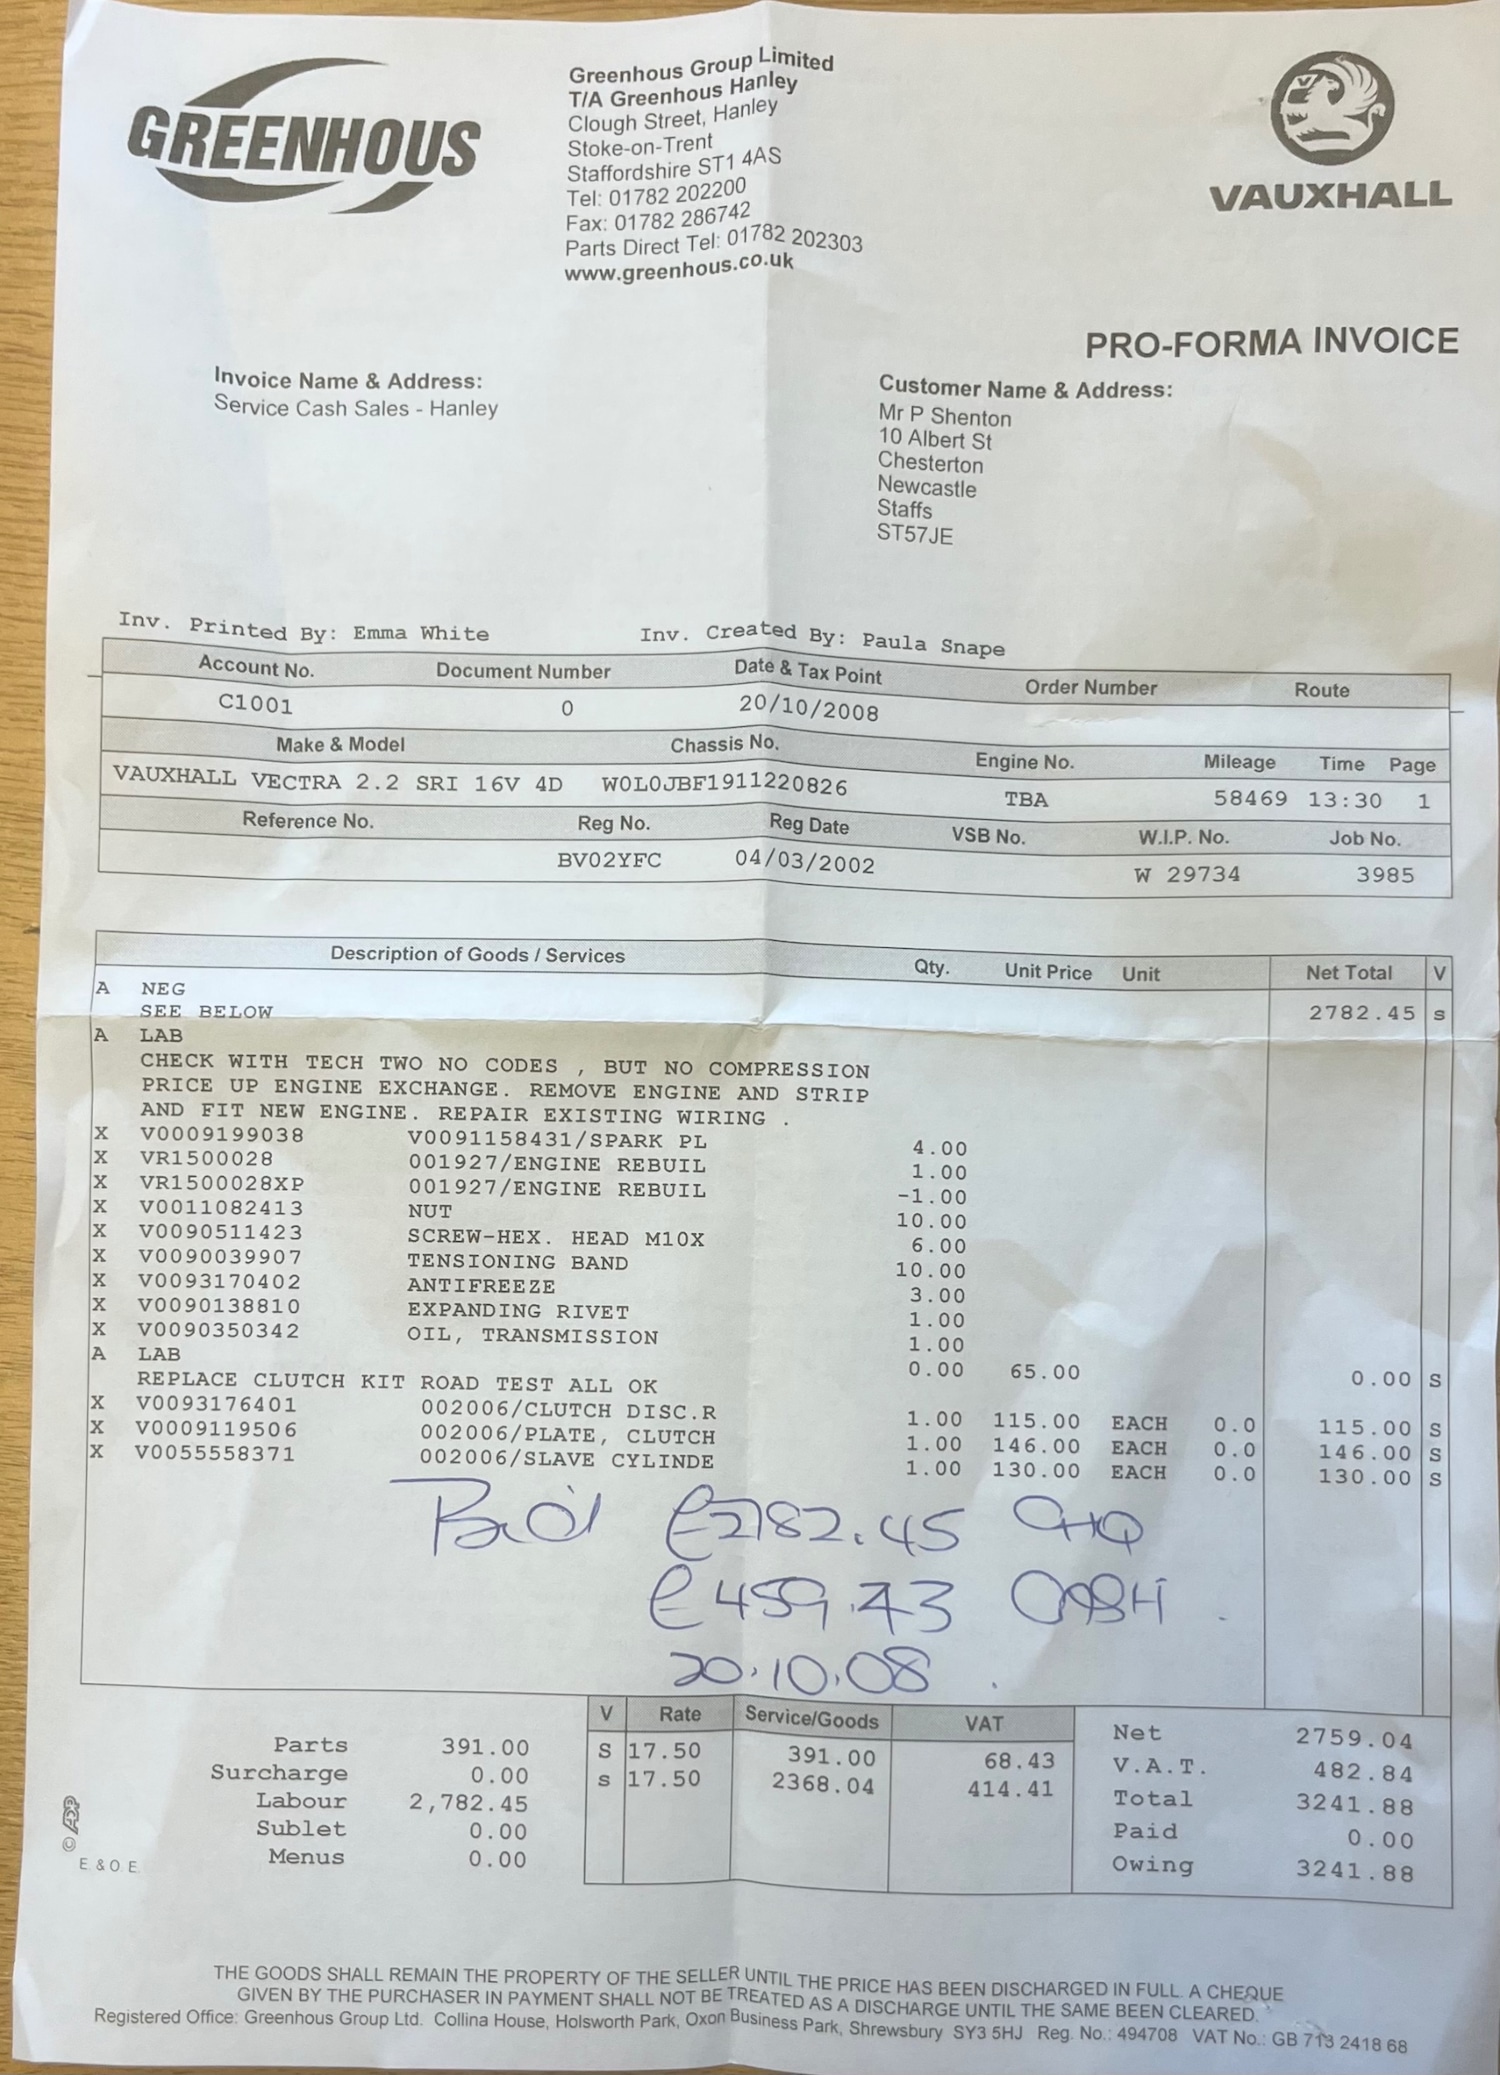 GREENHOUS
Greenhous Group Limited
T/A Greenhous Hanley
Clough Street, Hanley
Stoke-on-Trent
Staffordshire ST1 4AS
Tel: 01782 202200
Fax: 01782 286742
Parts Direct Tel: 01782 202303
www.greenhous.co.uk
VAUXHALL
PRO-FORMA INVOICE
Invoice Name & Address:
Service Cash Sales - Hanley
Customer Name & Address:
Mr P Shenton
10 Albert St
Chesterton
Newcastle
Staffs
ST57JE
Inv. Printed By: Emma White Inv. Created By: Paula Snape
Account No. Document Number Date & Tax Point Order Number Route
C1001 0 20/10/2008
Make & Model Chassis No. Engine No. Mileage Time Page
VAUXHALL VECTRA 2.2 SRI 16V 4D W0L0JBF1911220826 TBA 58469 13:30 1
Reference No. Reg No. Reg Date VSB No. W.I.P. No. Job No.
BV02YFC 04/03/2002 W 29734 3985
Description of Goods / Services Qty. Unit Price Unit Net Total V
A NEG
SEE BELOW 2782.45 s
A LAB
CHECK WITH TECH TWO NO CODES , BUT NO COMPRESSION
PRICE UP ENGINE EXCHANGE. REMOVE ENGINE AND STRIP
AND FIT NEW ENGINE. REPAIR EXISTING WIRING .
X V0009199038 V0091158431/SPARK PL 4.00
X VR1500028 001927/ENGINE REBUIL 1.00
X VR1500028XP 001927/ENGINE REBUIL -1.00
X V0011082413 NUT 10.00
X V0090511423 SCREW-HEX. HEAD M10X 6.00
X V0090039907 TENSIONING BAND 10.00
X V0093170402 ANTIFREEZE 3.00
X V0090138810 EXPANDING RIVET 1.00
X V0090350342 OIL, TRANSMISSION 1.00
A LAB 0.00 65.00 0.00 S
REPLACE CLUTCH KIT ROAD TEST ALL OK
X V0093176401 002006/CLUTCH DISC.R 1.00 115.00 EACH 0.0 115.00 S
X V0009119506 002006/PLATE, CLUTCH 1.00 146.00 EACH 0.0 146.00 S
X V0055558371 002006/SLAVE CYLINDE 1.00 130.00 EACH 0.0 130.00 S
Paid £2782.45 CHQ
£459.43 CASH
20.10.08
V Rate Service/Goods VAT
S 17.50 391.00 68.43
s 17.50 2368.04 414.41
Parts 391.00
Surcharge 0.00
Labour 2,782.45
Sublet 0.00
Menus 0.00
Net 2759.04
V.A.T. 482.84
Total 3241.88
Paid 0.00
Owing 3241.88
© ADP
E. & O. E.
THE GOODS SHALL REMAIN THE PROPERTY OF THE SELLER UNTIL THE PRICE HAS BEEN DISCHARGED IN FULL. A CHEQUE
GIVEN BY THE PURCHASER IN PAYMENT SHALL NOT BE TREATED AS A DISCHARGE UNTIL THE SAME BEEN CLEARED.
Registered Office: Greenhous Group Ltd. Collina House, Holsworth Park, Oxon Business Park, Shrewsbury SY3 5HJ Reg. No.: 494708 VAT No.: GB 713 2418 68